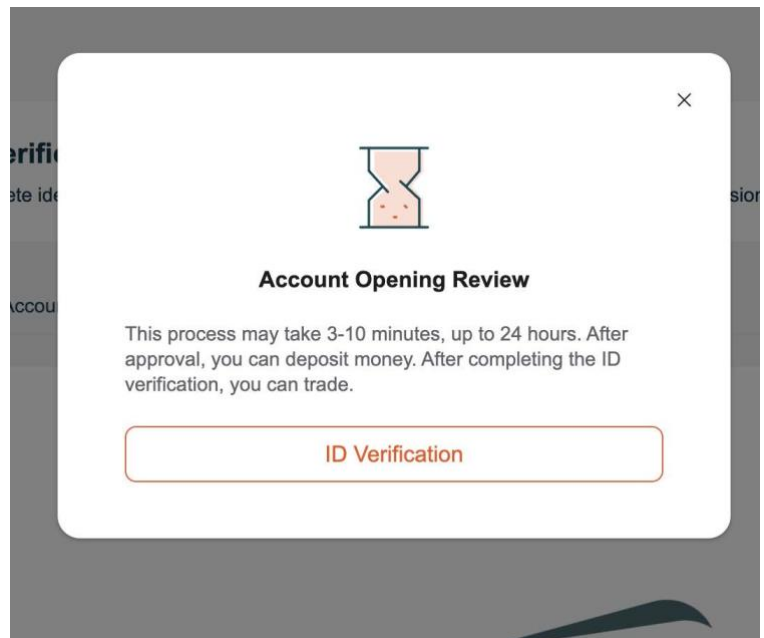 Account Opening Review
This process may take 3-10 minutes, up to 24 hours. After
approval, you can deposit money. After completing the ID
verification, you can trade.
ID Verification